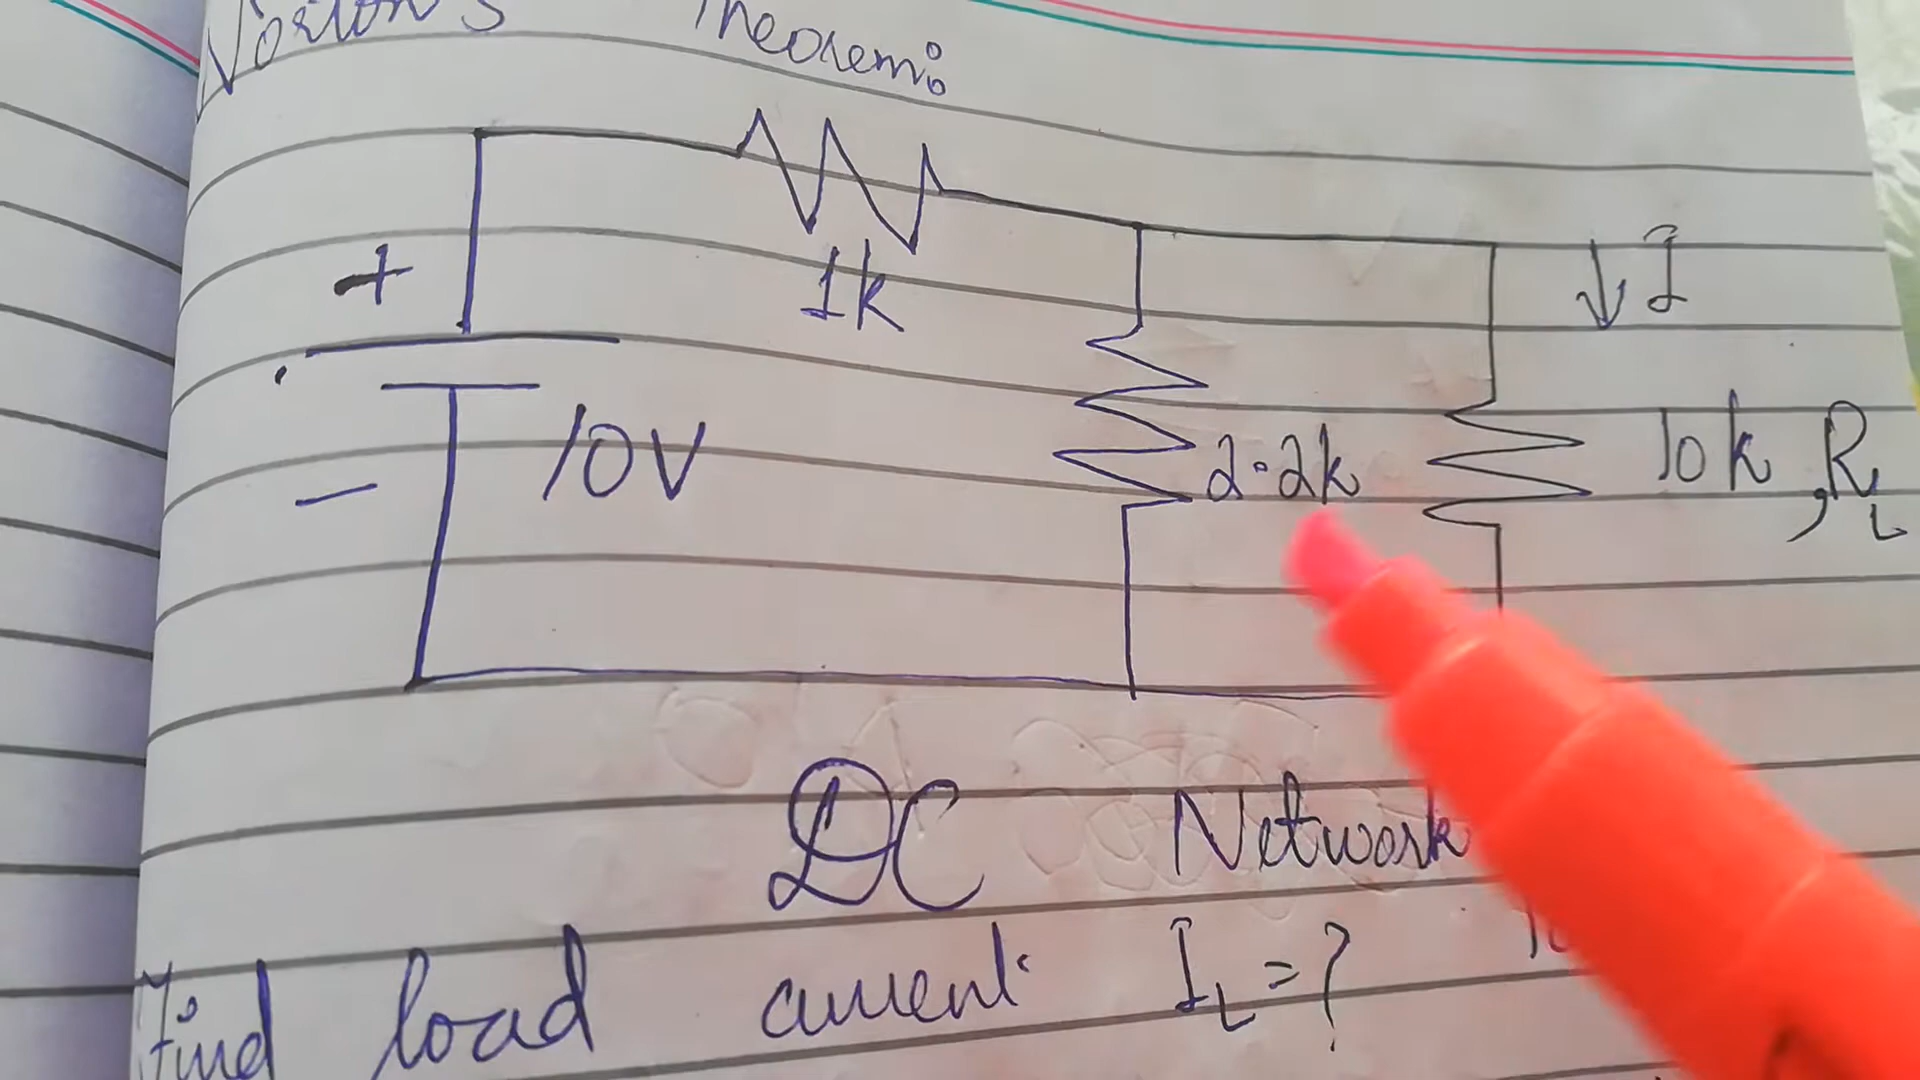 Norton's Theorem:
+
1k
↓ I
10V
2.2k
10k, RL
−
DC Network
Find load current IL = ?